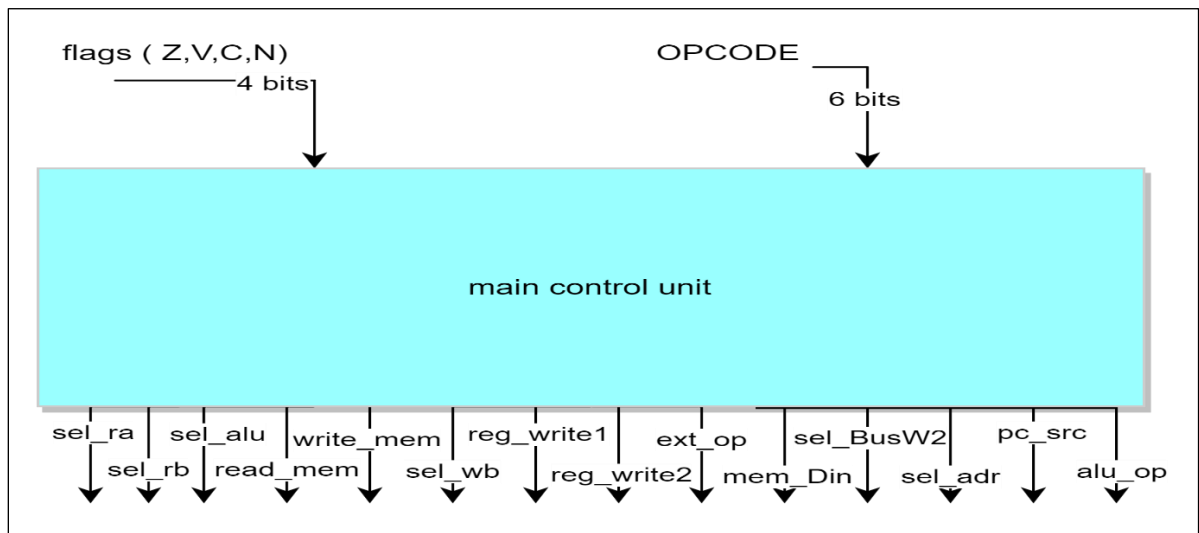 flags ( Z,V,C,N)
4 bits
OPCODE
6 bits
main control unit
sel_ra
sel_rb
sel_alu
read_mem
write_mem
sel_wb
reg_write1
reg_write2
ext_op
mem_Din
sel_BusW2
sel_adr
pc_src
alu_op